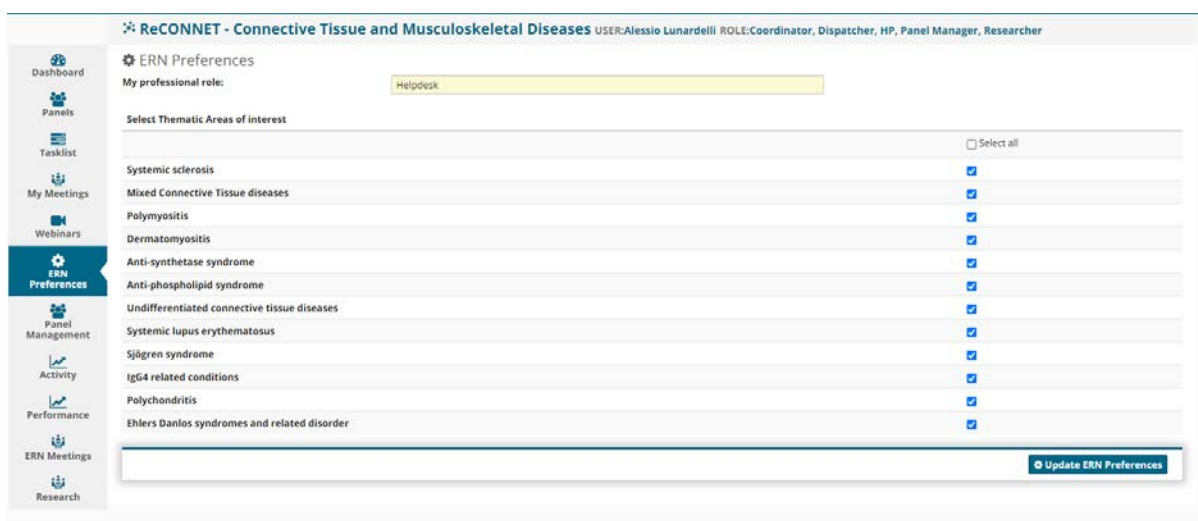 ReCONNET - Connective Tissue and Musculoskeletal Diseases USER:Alessio Lunardelli ROLE:Coordinator, Dispatcher, HP, Panel Manager, Researcher
Dashboard
Panels
Tasklist
My Meetings
Webinars
ERN
Preferences
Panel
Management
Activity
Performance
ERN Meetings
Research
ERN Preferences
My professional role:
Helpdesk
Select Thematic Areas of interest
Select all
Systemic sclerosis
Mixed Connective Tissue diseases
Polymyositis
Dermatomyositis
Anti-synthetase syndrome
Anti-phospholipid syndrome
Undifferentiated connective tissue diseases
Systemic lupus erythematosus
Sjögren syndrome
IgG4 related conditions
Polychondritis
Ehlers Danlos syndromes and related disorder
Update ERN Preferences